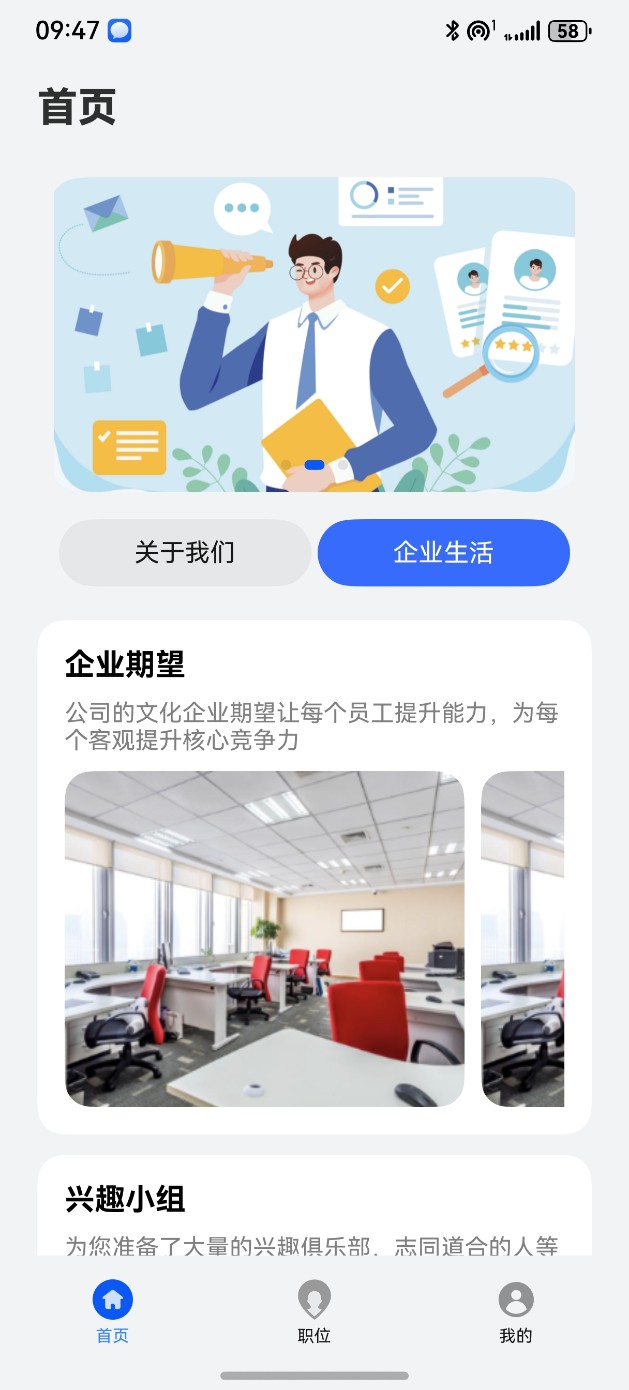 09:47
1
58
首页
关于我们
企业生活
企业期望
公司的文化企业期望让每个员工提升能力，为每
个客观提升核心竞争力
兴趣小组
为您准备了大量的兴趣俱乐部，志同道合的人等
首页
职位
我的